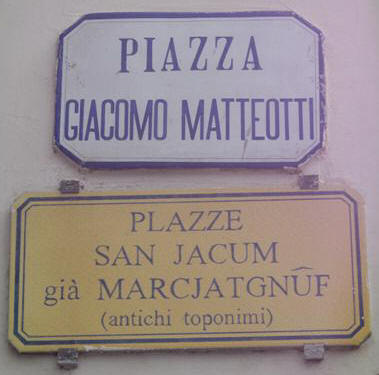 PIAZZA
GIACOMO MATTEOTTI
PLAZZE
SAN JACUM
già MARCJATGNÛF
(antichi toponimi)